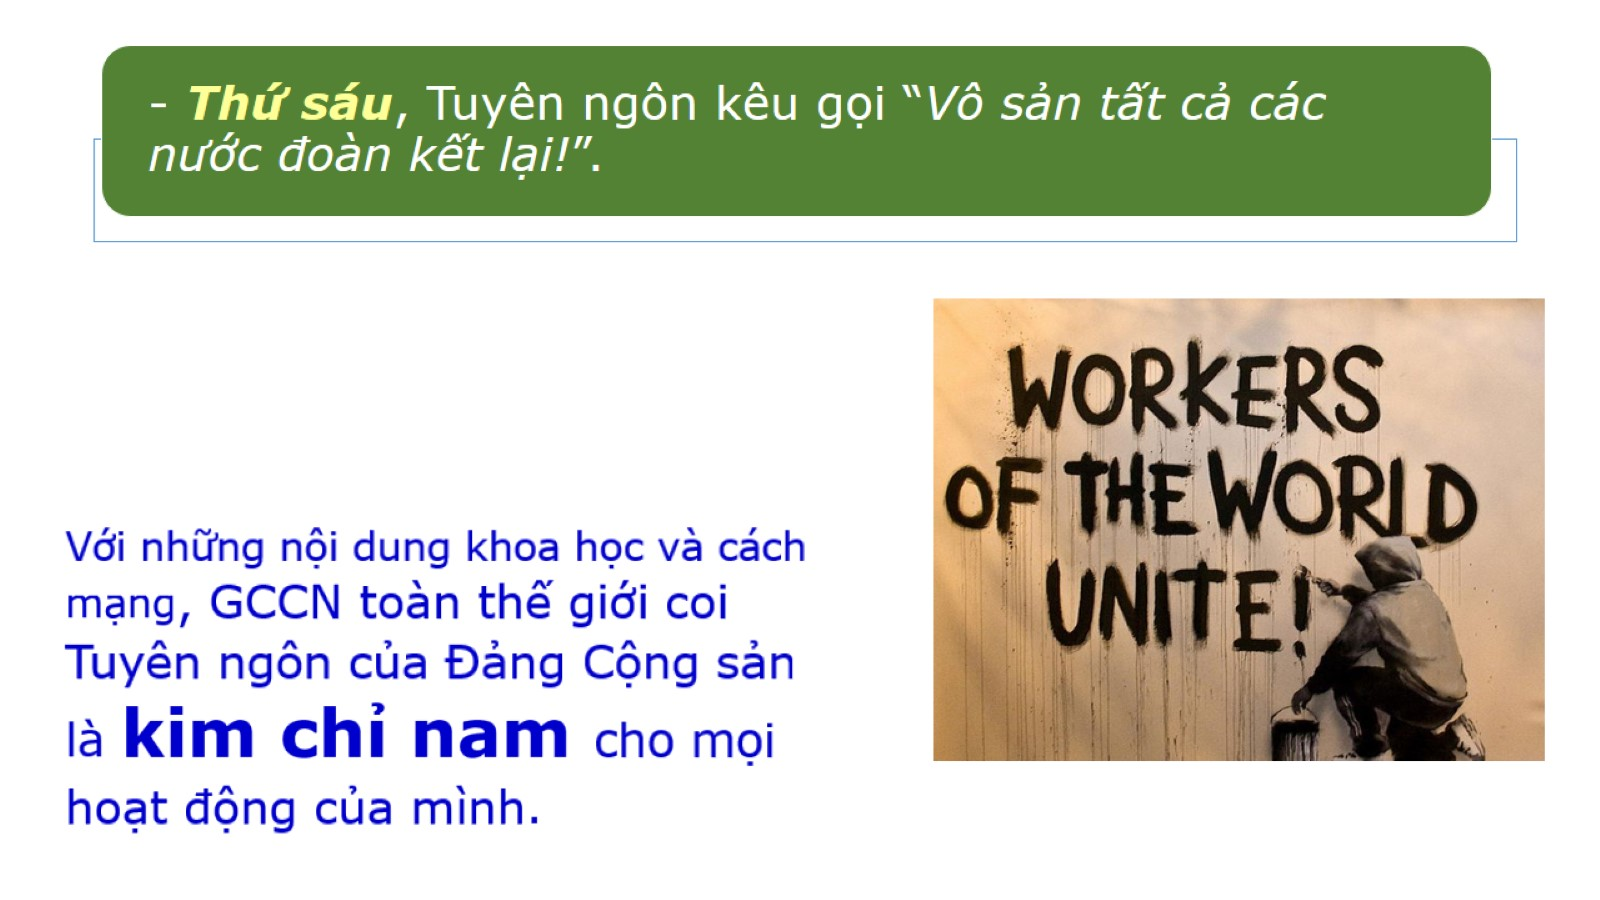 - Thứ sáu, Tuyên ngôn kêu gọi “Vô sản tất cả các
nước đoàn kết lại!”.
WORKERS
OF THE WORLD
UNITE!
Với những nội dung khoa học và cách
mạng, GCCN toàn thế giới coi
Tuyên ngôn của Đảng Cộng sản
là kim chỉ nam cho mọi
hoạt động của mình.